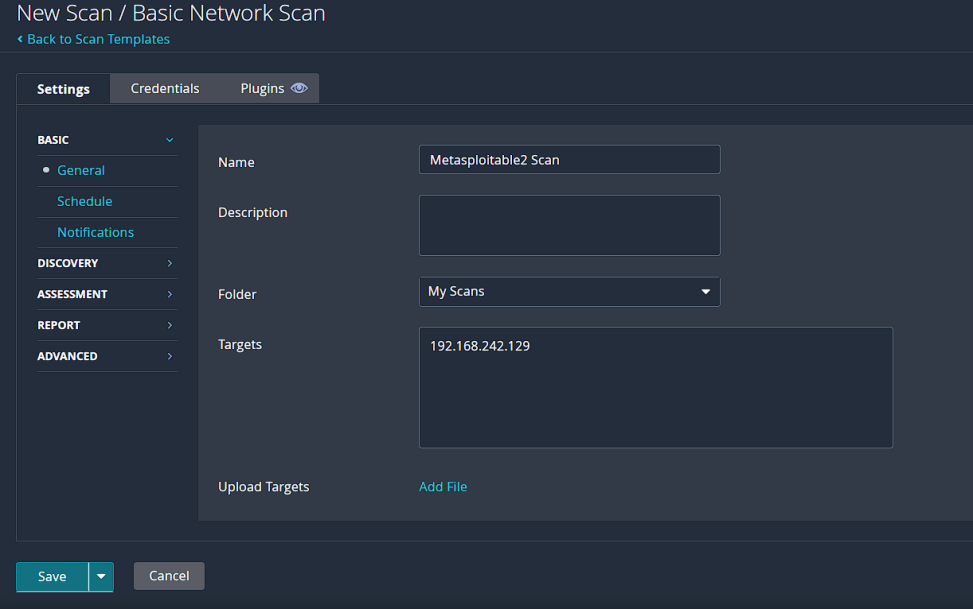 New Scan / Basic Network Scan
Back to Scan Templates
Settings Credentials Plugins
BASIC
General
Schedule
Notifications
DISCOVERY
ASSESSMENT
REPORT
ADVANCED
Name Metasploitable2 Scan
Description
Folder My Scans
Targets 192.168.242.129
Upload Targets Add File
Save Cancel